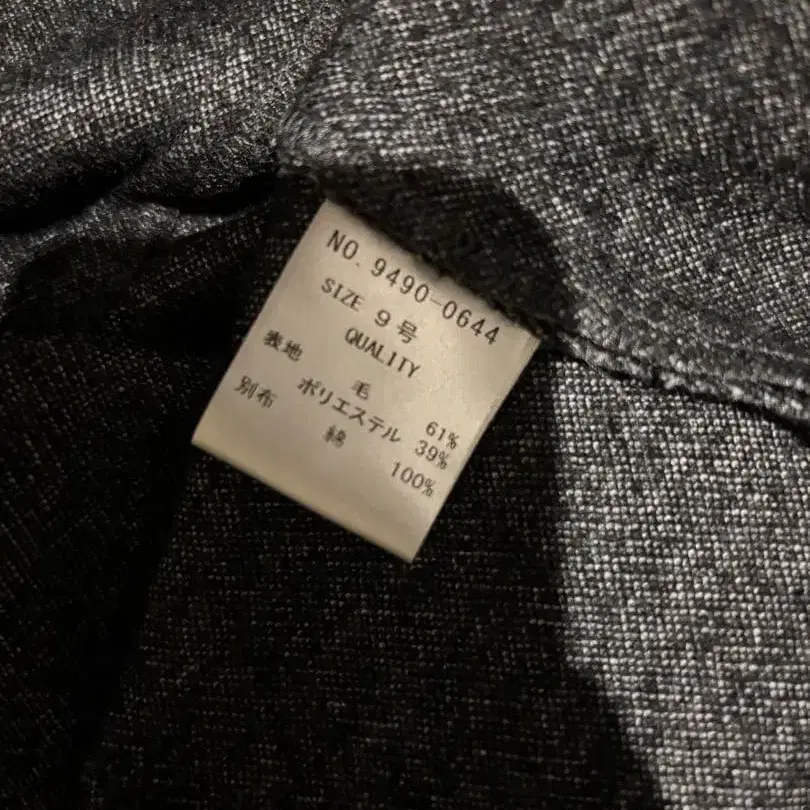 NO. 9490-0644
SIZE 9号
QUALITY
表地 毛 61%
ポリエステル 39%
別布 綿 100%